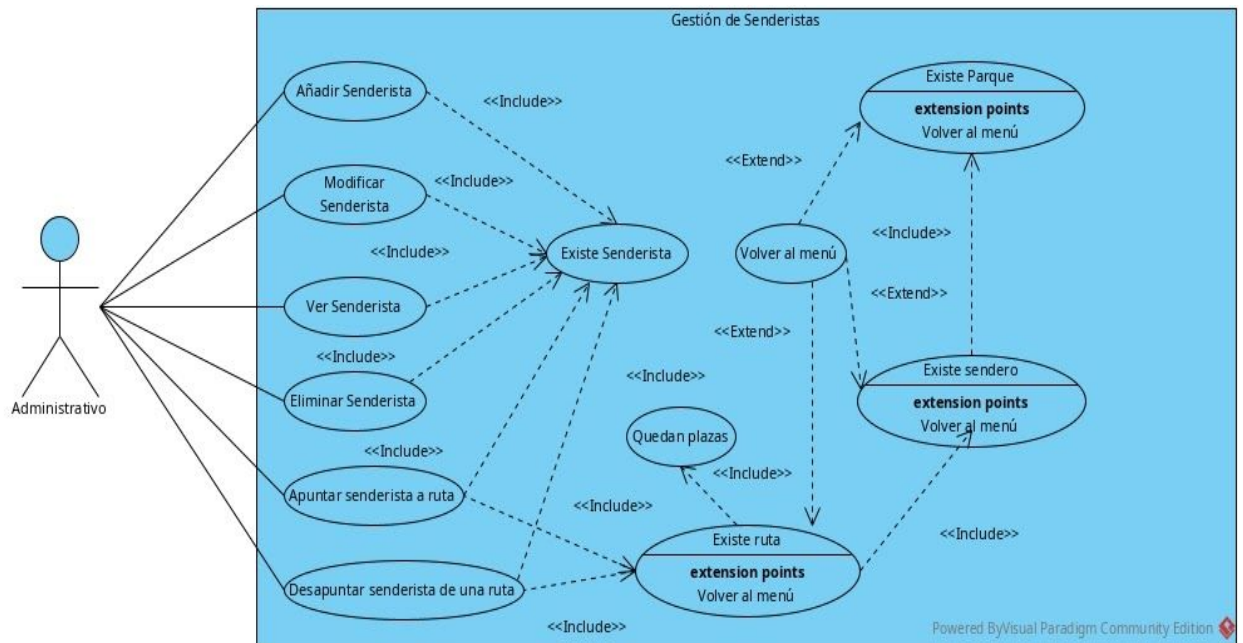 Gestión de Senderistas
Añadir Senderista
<<Include>>
Existe Parque
extension points
Volver al menú
<<Extend>>
Modificar
Senderista
<<Include>>
<<Include>>
Existe Senderista
Volver al menú
<<Include>>
<<Extend>>
Ver Senderista
<<Extend>>
<<Include>>
<<Include>>
Existe sendero
extension points
Volver al menú
Eliminar Senderista
Administrativo
Quedan plazas
<<Include>>
<<Include>>
Apuntar senderista a ruta
<<Include>>
Existe ruta
extension points
Volver al menú
<<Include>>
Desapuntar senderista de una ruta
<<Include>>
Powered ByVisual Paradigm Community Edition